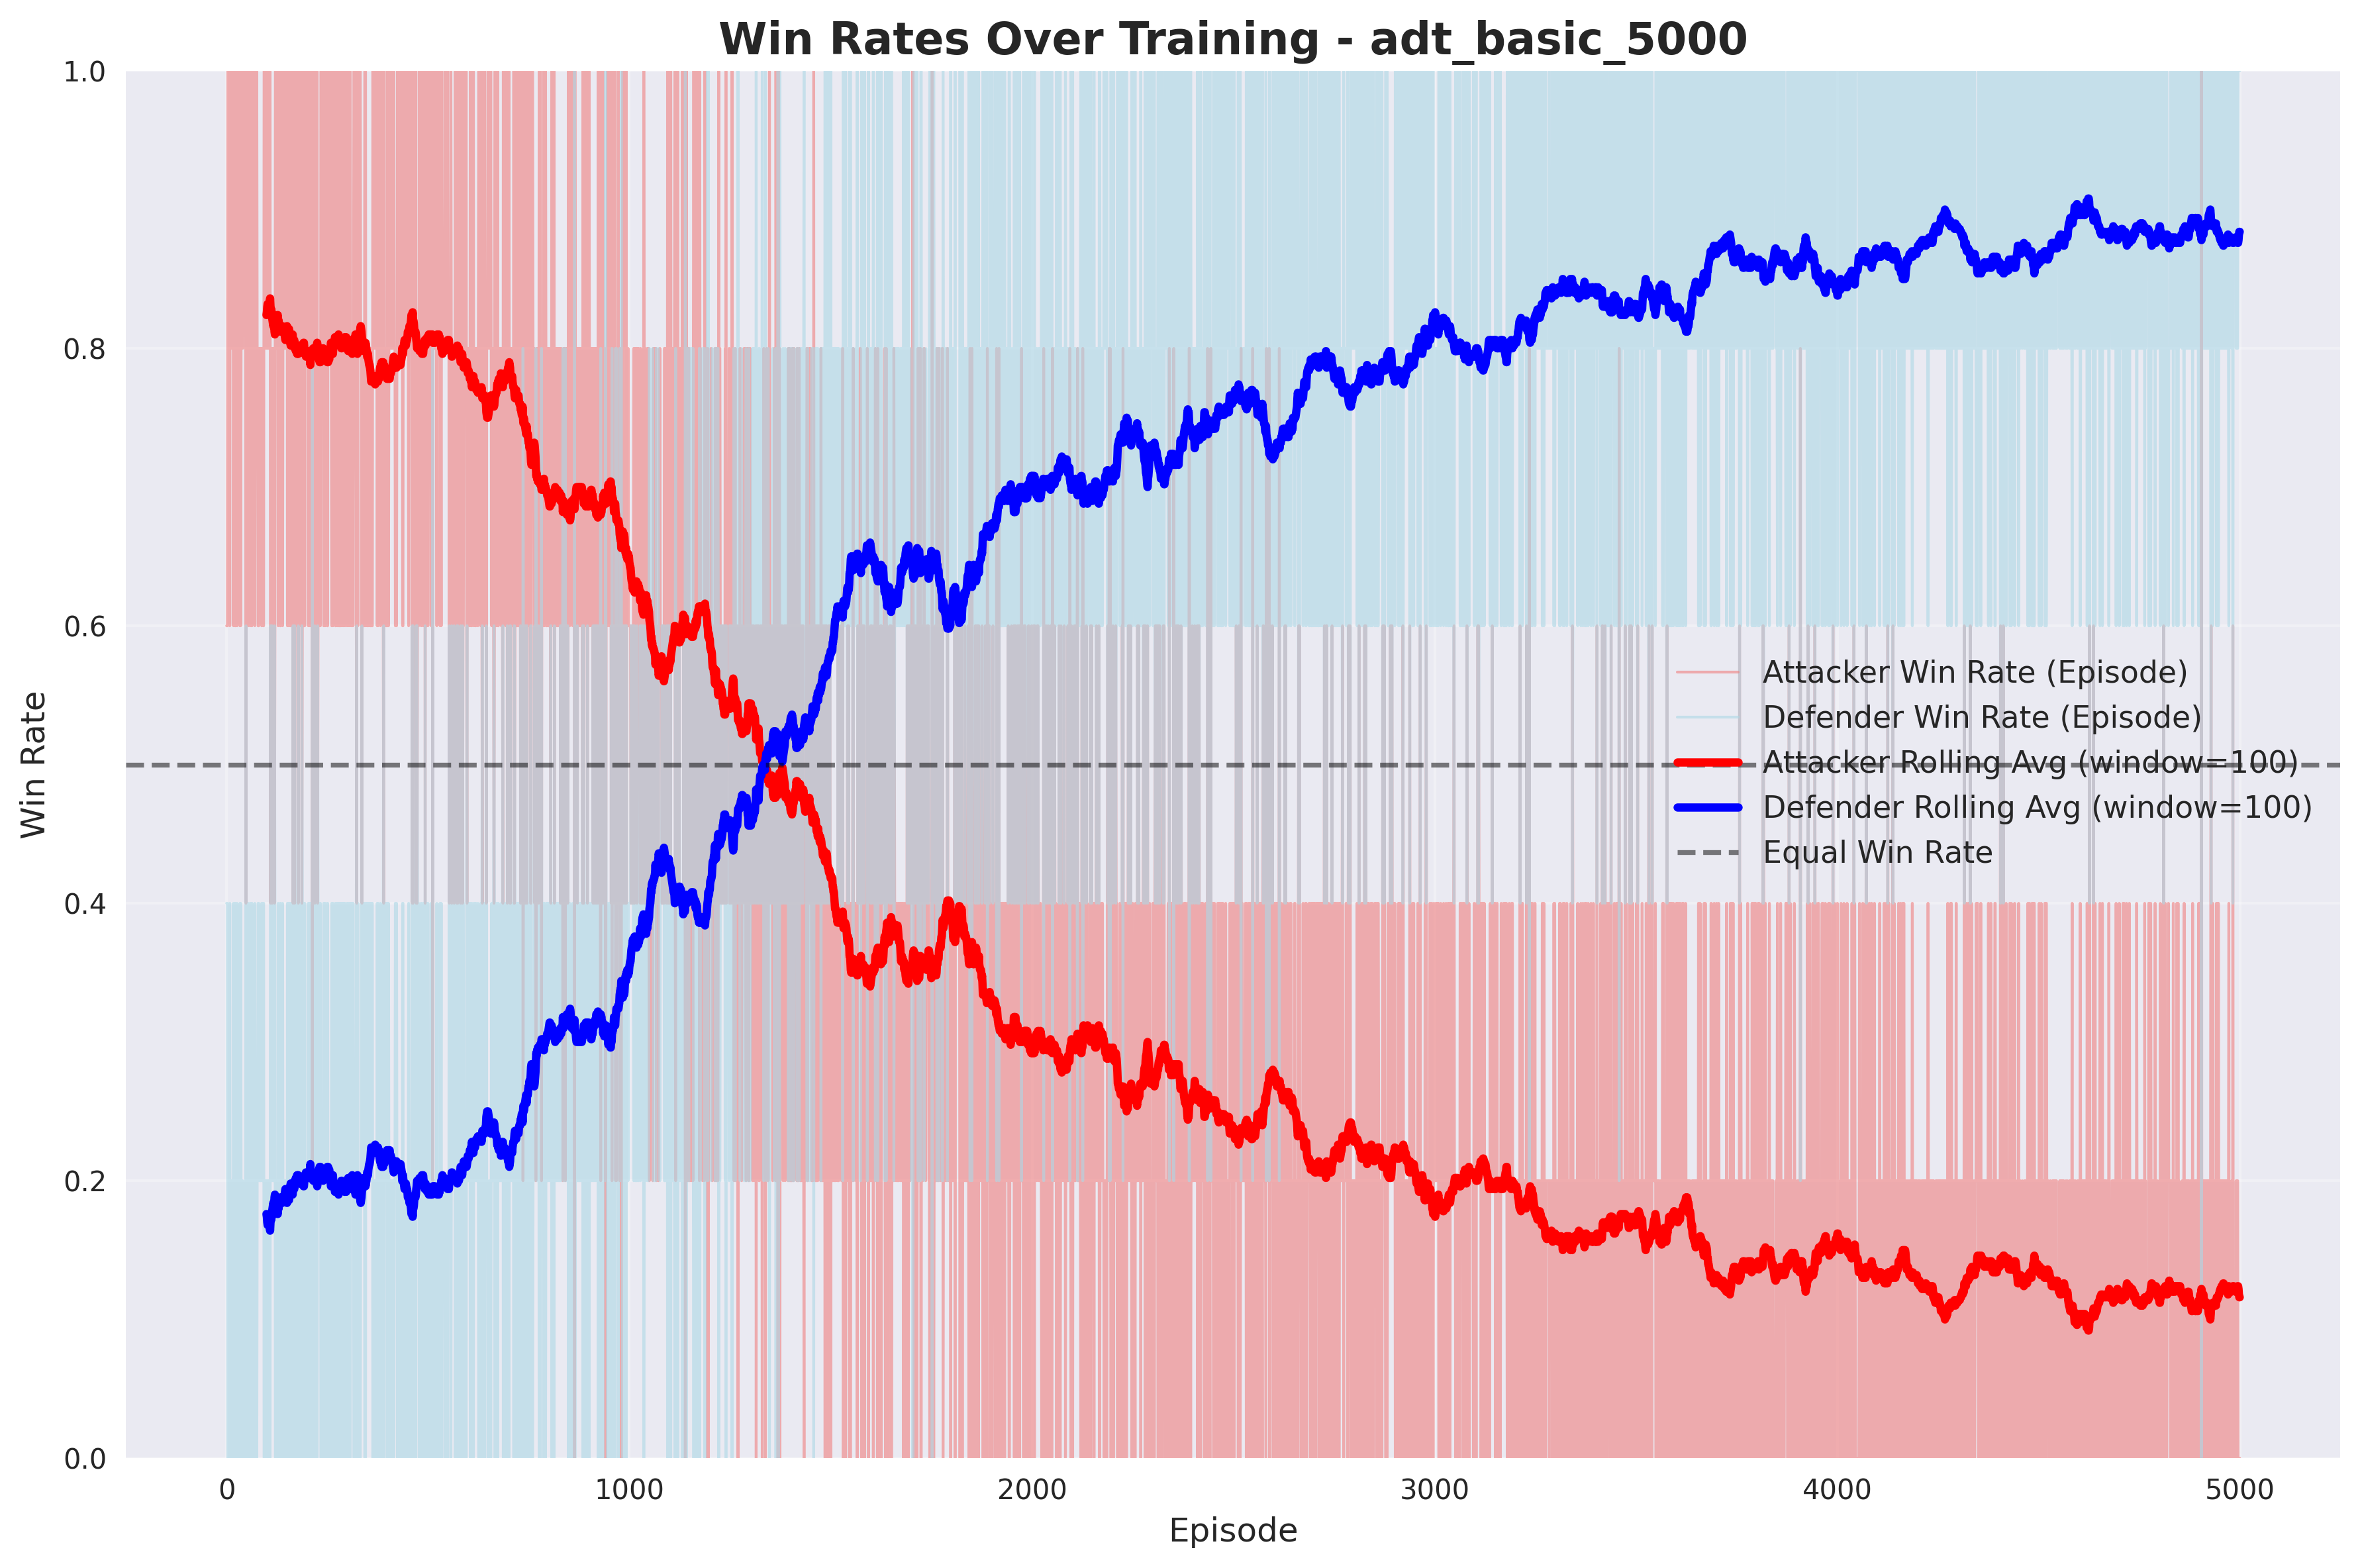 Win Rates Over Training - adt_basic_5000
Win Rate
1.0
0.8
0.6
0.4
0.2
0.0
Attacker Win Rate (Episode)
Defender Win Rate (Episode)
Attacker Rolling Avg (window=100)
Defender Rolling Avg (window=100)
Equal Win Rate
0 1000 2000 3000 4000 5000
Episode